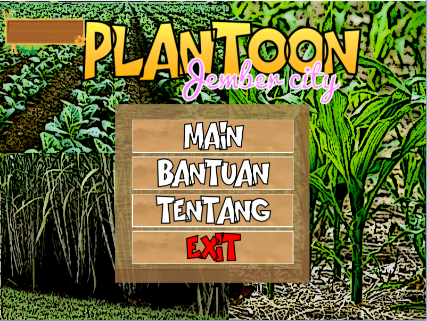 PLANTOON
Jember city
MAIN
BANTUAN
TENTANG
EXIT